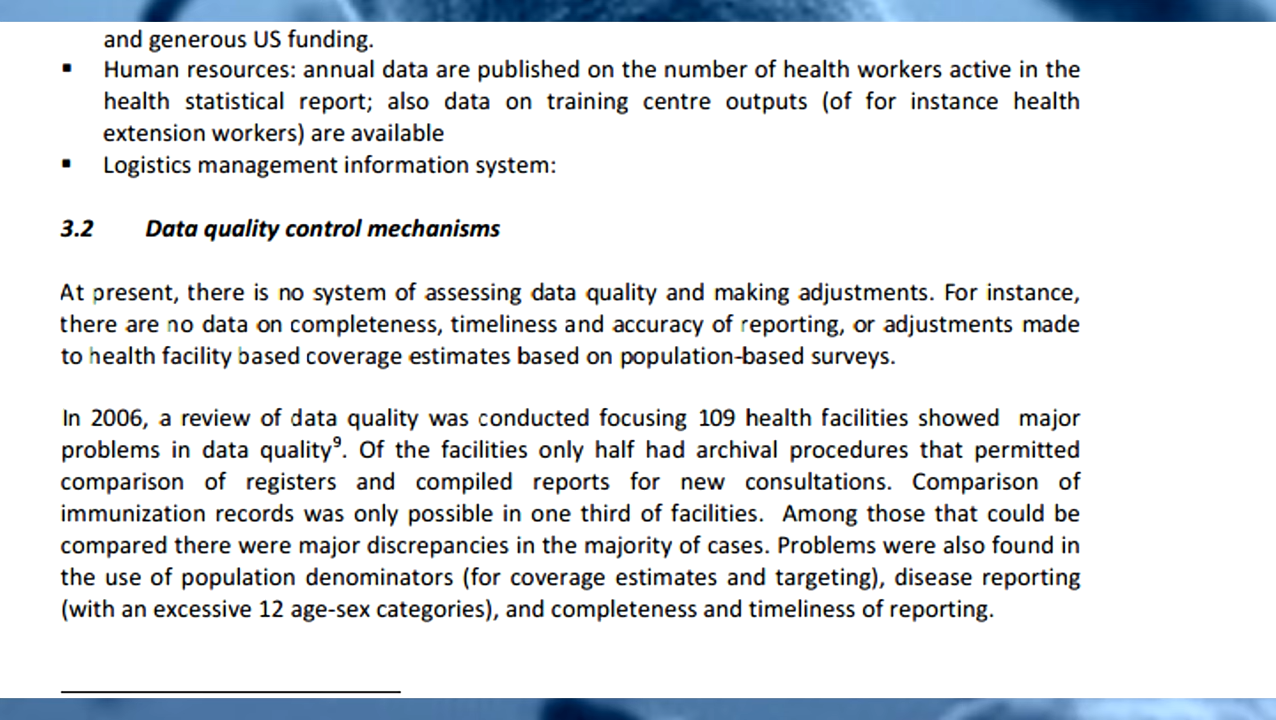 and generous US funding.
▪ Human resources: annual data are published on the number of health workers active in the
health statistical report; also data on training centre outputs (of for instance health
extension workers) are available
▪ Logistics management information system:
3.2 Data quality control mechanisms
At present, there is no system of assessing data quality and making adjustments. For instance,
there are no data on completeness, timeliness and accuracy of reporting, or adjustments made
to health facility based coverage estimates based on population-based surveys.
In 2006, a review of data quality was conducted focusing 109 health facilities showed major
problems in data quality⁹. Of the facilities only half had archival procedures that permitted
comparison of registers and compiled reports for new consultations. Comparison of
immunization records was only possible in one third of facilities. Among those that could be
compared there were major discrepancies in the majority of cases. Problems were also found in
the use of population denominators (for coverage estimates and targeting), disease reporting
(with an excessive 12 age-sex categories), and completeness and timeliness of reporting.